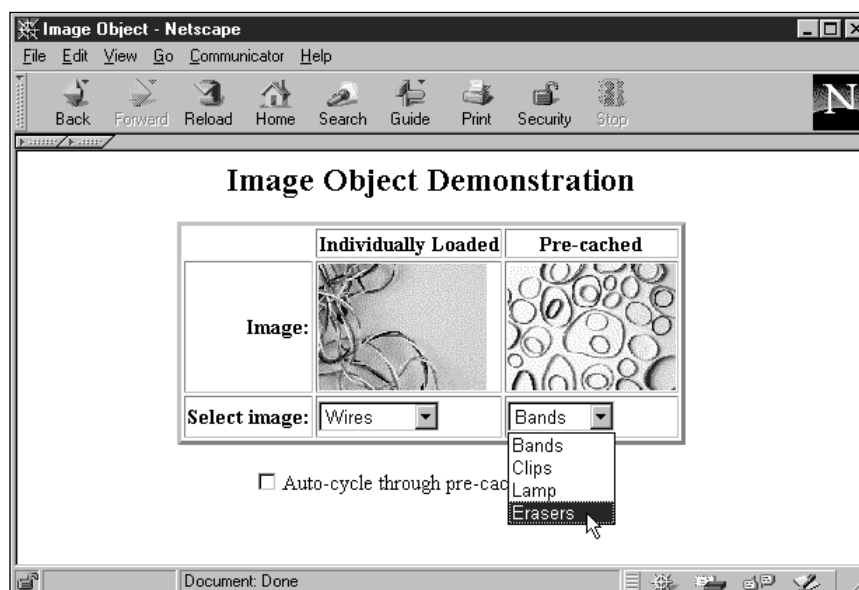 Image Object - Netscape
File Edit View Go Communicator Help
Back Forward Reload Home Search Guide Print Security Stop
N
Image Object Demonstration
Individually Loaded Pre-cached
Image:
Select image: Wires Bands
Bands
Clips
Lamp
Erasers
Auto-cycle through pre-cac
Document: Done